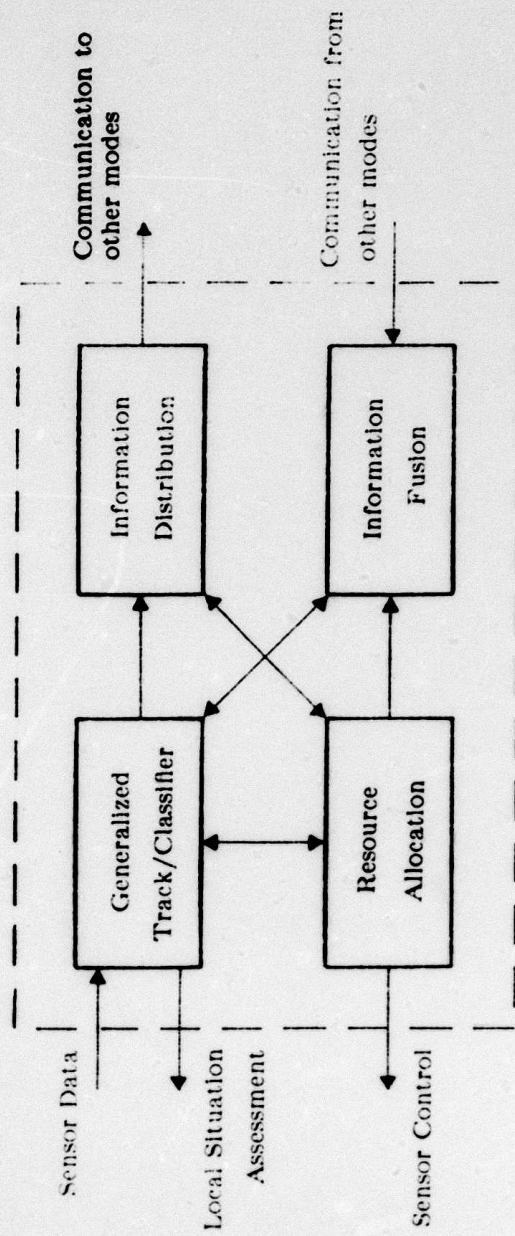 Sensor Data
Local Situation
Assessment
Sensor Control
Generalized
Track/Classifier
Resource
Allocation
Information
Distribution
Information
Fusion
Communication to
other modes
Communication from
other modes